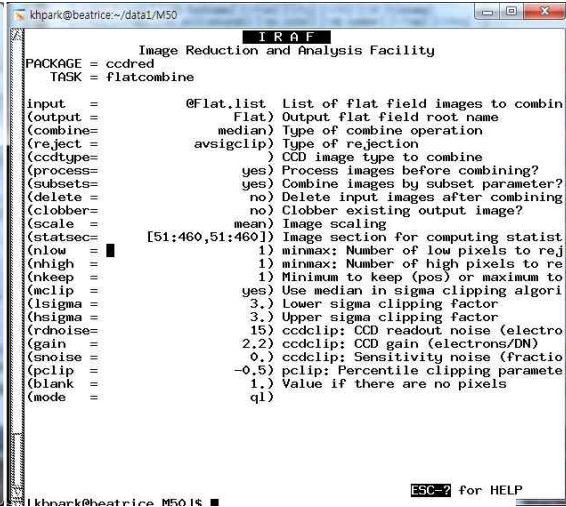 khpark@beatrice:~/data1/M50
I R A F
Image Reduction and Analysis Facility
PACKAGE = ccdred
TASK = flatcombine
input   =           @Flat.list  List of flat field images to combin
(output =                 Flat) Output flat field root name
(combine=               median) Type of combine operation
(reject =            avsigclip) Type of rejection
(ccdtype=                     ) CCD image type to combine
(process=                  yes) Process images before combining?
(subsets=                  yes) Combine images by subset parameter?
(delete =                   no) Delete input images after combining
(clobber=                   no) Clobber existing output image?
(scale  =                 mean) Image scaling
(statsec=      [51:460,51:460]) Image section for computing statist
(nlow   =                    1) minmax: Number of low pixels to rej
(nhigh  =                    1) minmax: Number of high pixels to re
(nkeep  =                    1) Minimum to keep (pos) or maximum to
(mclip  =                  yes) Use median in sigma clipping algori
(lsigma =                   3.) Lower sigma clipping factor
(hsigma =                   3.) Upper sigma clipping factor
(rdnoise=                   15) ccdclip: CCD readout noise (electro
(gain   =                  2.2) ccdclip: CCD gain (electrons/DN)
(snoise =                   0.) ccdclip: Sensitivity noise (fractio
(pclip  =                 -0.5) pclip: Percentile clipping paramete
(blank  =                   1.) Value if there are no pixels
(mode   =                   ql)
ESC-? for HELP
[khpark@beatrice M50]$